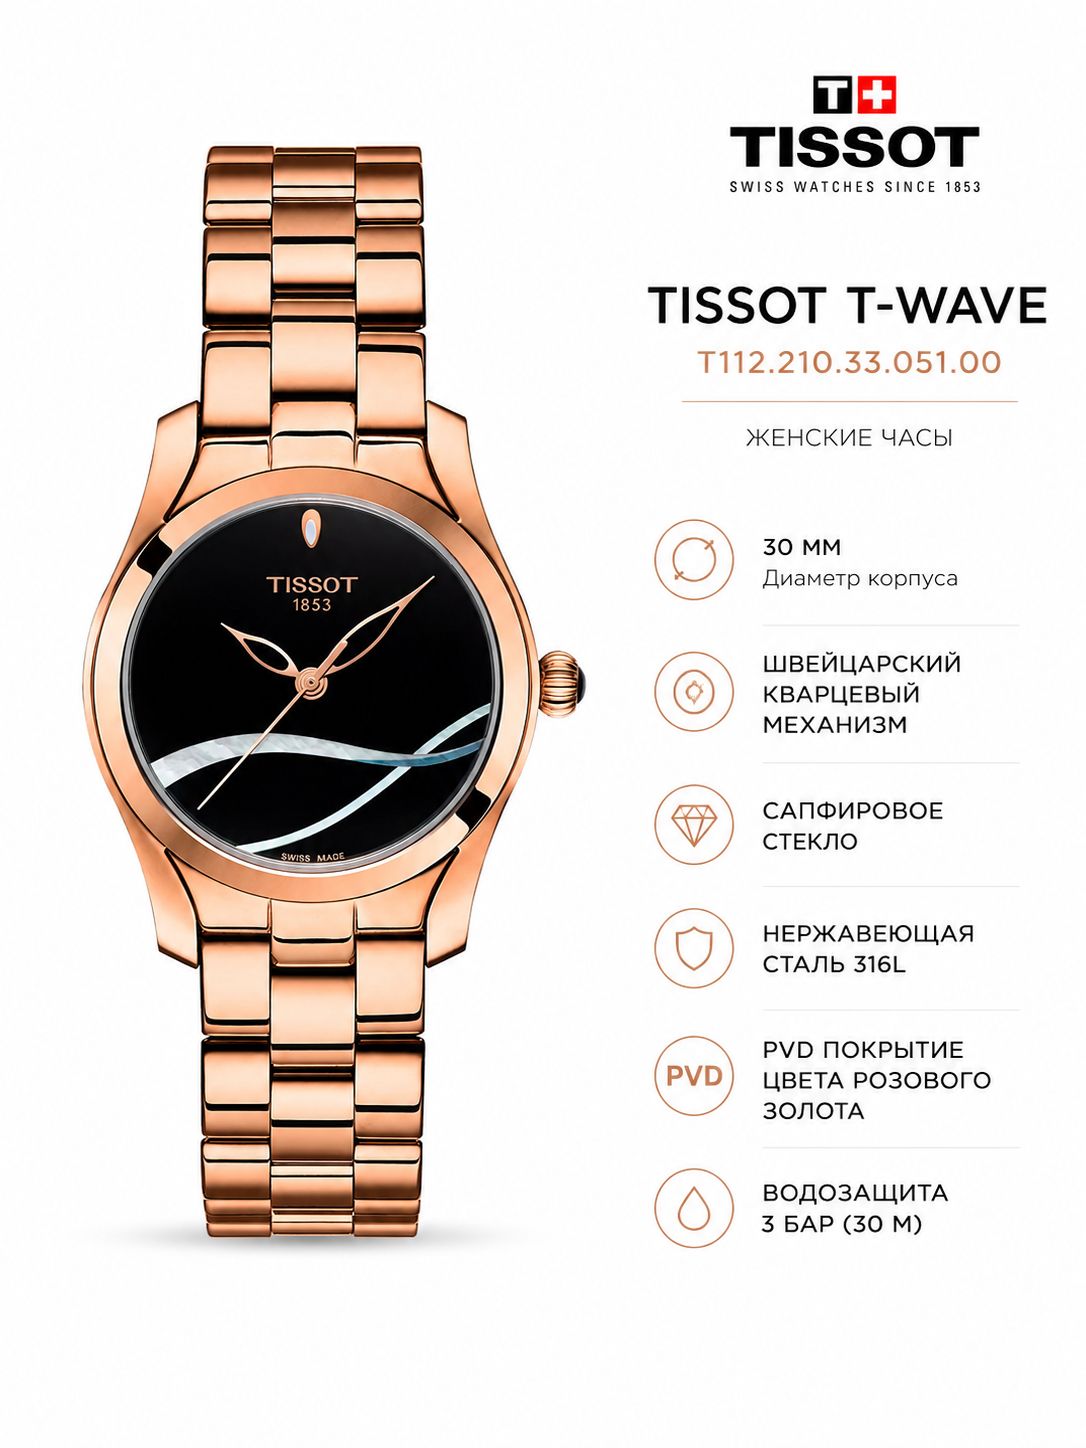 T+
TISSOT
SWISS WATCHES SINCE 1853
TISSOT T-WAVE
T112.210.33.051.00
ЖЕНСКИЕ ЧАСЫ
30 ММ
Диаметр корпуса
ШВЕЙЦАРСКИЙ
КВАРЦЕВЫЙ
МЕХАНИЗМ
САПФИРОВОЕ
СТЕКЛО
НЕРЖАВЕЮЩАЯ
СТАЛЬ 316L
PVD
PVD ПОКРЫТИЕ
ЦВЕТА РОЗОВОГО
ЗОЛОТА
ВОДОЗАЩИТА
3 БАР (30 М)
TISSOT
1853
SWISS MADE